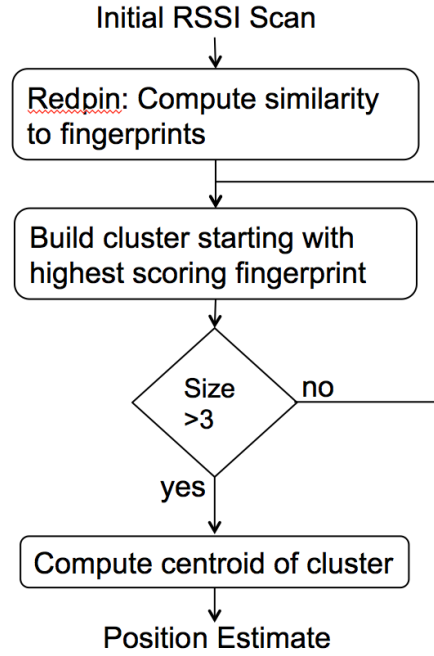 Initial RSSI Scan
Redpin: Compute similarity
to fingerprints
Build cluster starting with
highest scoring fingerprint
Size
>3
no
yes
Compute centroid of cluster
Position Estimate